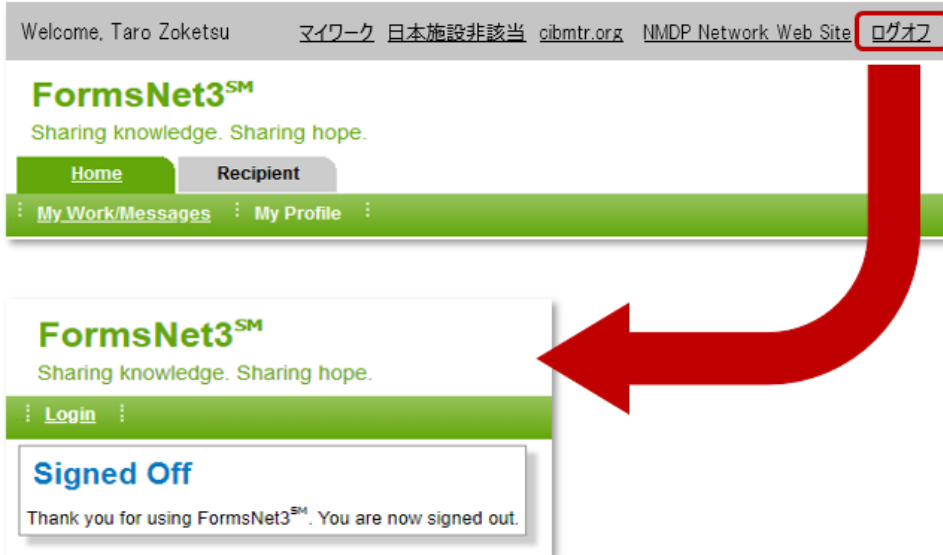 Welcome, Taro Zoketsu マイワーク 日本施設非該当 cibmtr.org NMDP Network Web Site ログオフ
FormsNet3℠
Sharing knowledge. Sharing hope.
Home Recipient
My Work/Messages My Profile
FormsNet3℠
Sharing knowledge. Sharing hope.
Login
Signed Off
Thank you for using FormsNet3℠. You are now signed out.